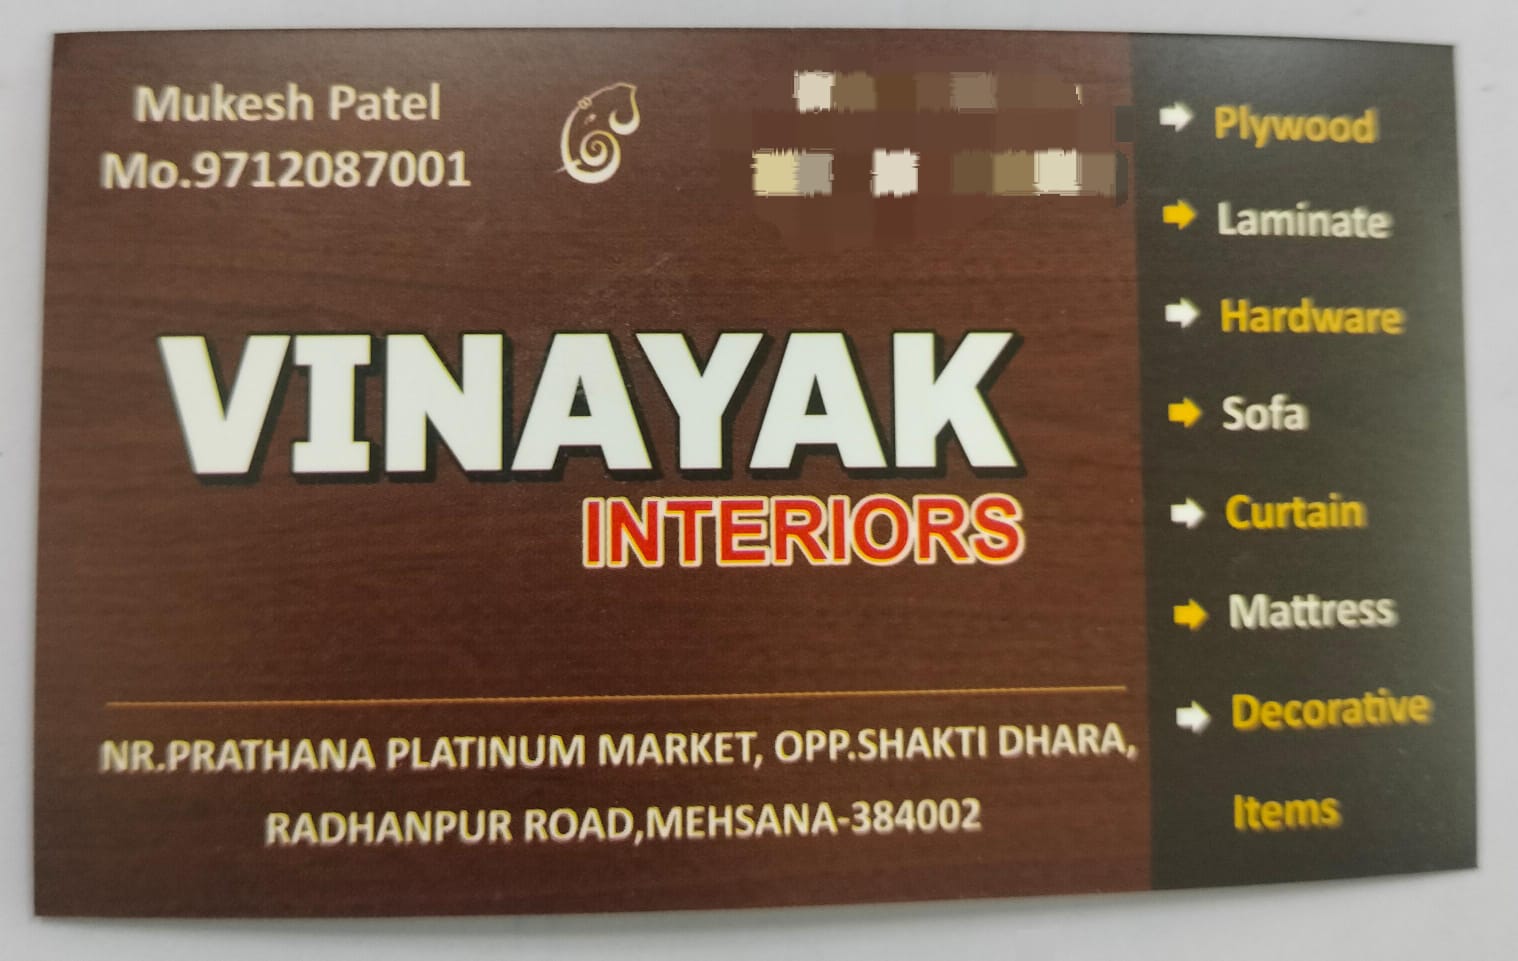 Mukesh Patel
Mo.9712087001
VINAYAK
INTERIORS
NR.PRATHANA PLATINUM MARKET, OPP.SHAKTI DHARA,
RADHANPUR ROAD,MEHSANA-384002
Plywood
Laminate
Hardware
Sofa
Curtain
Mattress
Decorative
Items